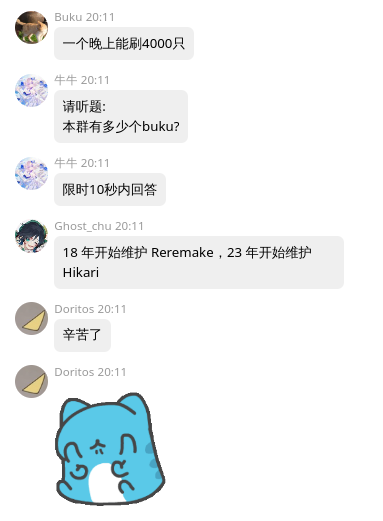 Buku 20:11
一个晚上能刷4000只
牛牛 20:11
请听题:
本群有多少个buku?
牛牛 20:11
限时10秒内回答
Ghost_chu 20:11
18 年开始维护 Reremake，23 年开始维护
Hikari
Doritos 20:11
辛苦了
Doritos 20:11